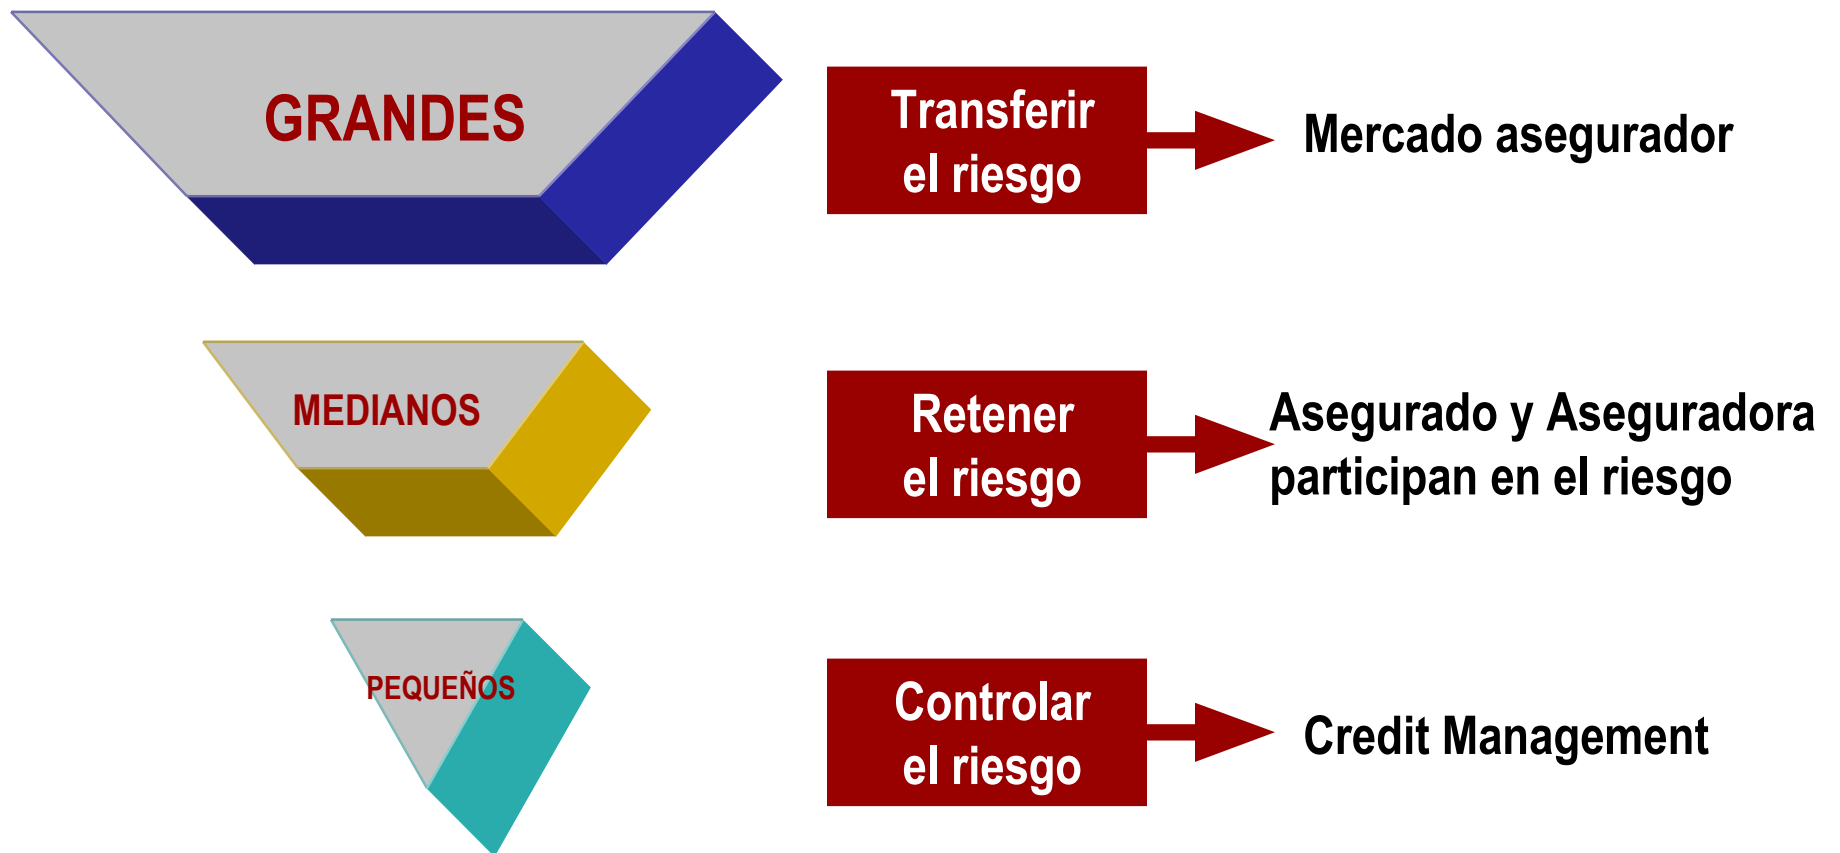 GRANDES
Transferir
el riesgo
Mercado asegurador
MEDIANOS
Retener
el riesgo
Asegurado y Aseguradora
participan en el riesgo
PEQUEÑOS
Controlar
el riesgo
Credit Management